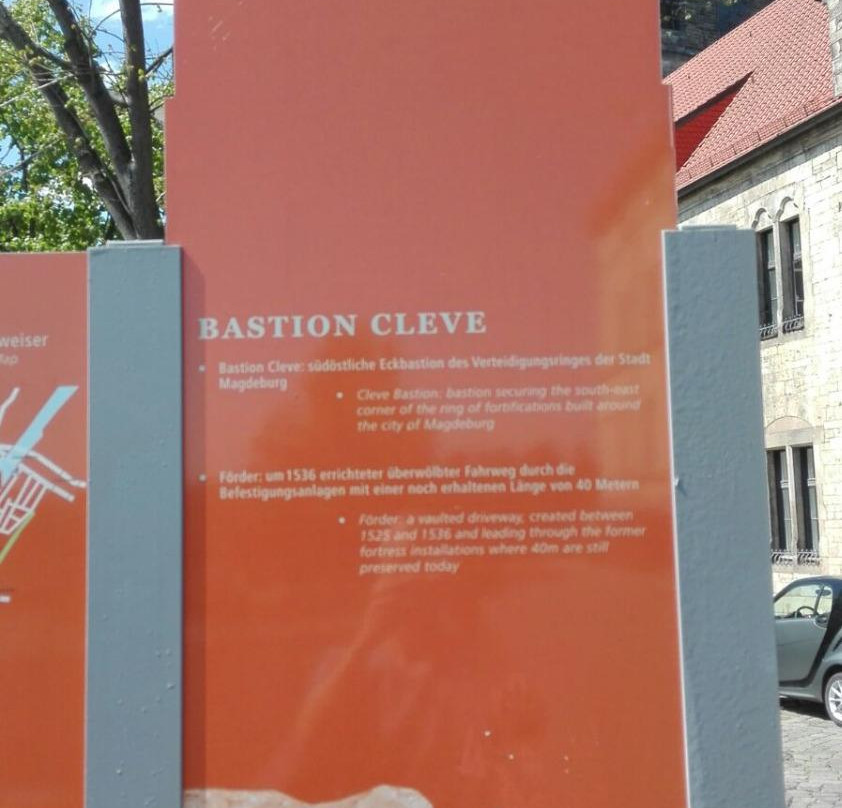 weiser
Map
BASTION CLEVE
• Bastion Cleve: südöstliche Eckbastion des Verteidigungsringes der Stadt
Magdeburg
• Cleve Bastion: bastion securing the south-east
corner of the ring of fortifications built around
the city of Magdeburg
• Förder: um 1536 errichteter überwölbter Fahrweg durch die
Befestigungsanlagen mit einer noch erhaltenen Länge von 40 Metern
• Förder: a vaulted driveway, created between
1525 and 1536 and leading through the former
fortress installations where 40m are still
preserved today